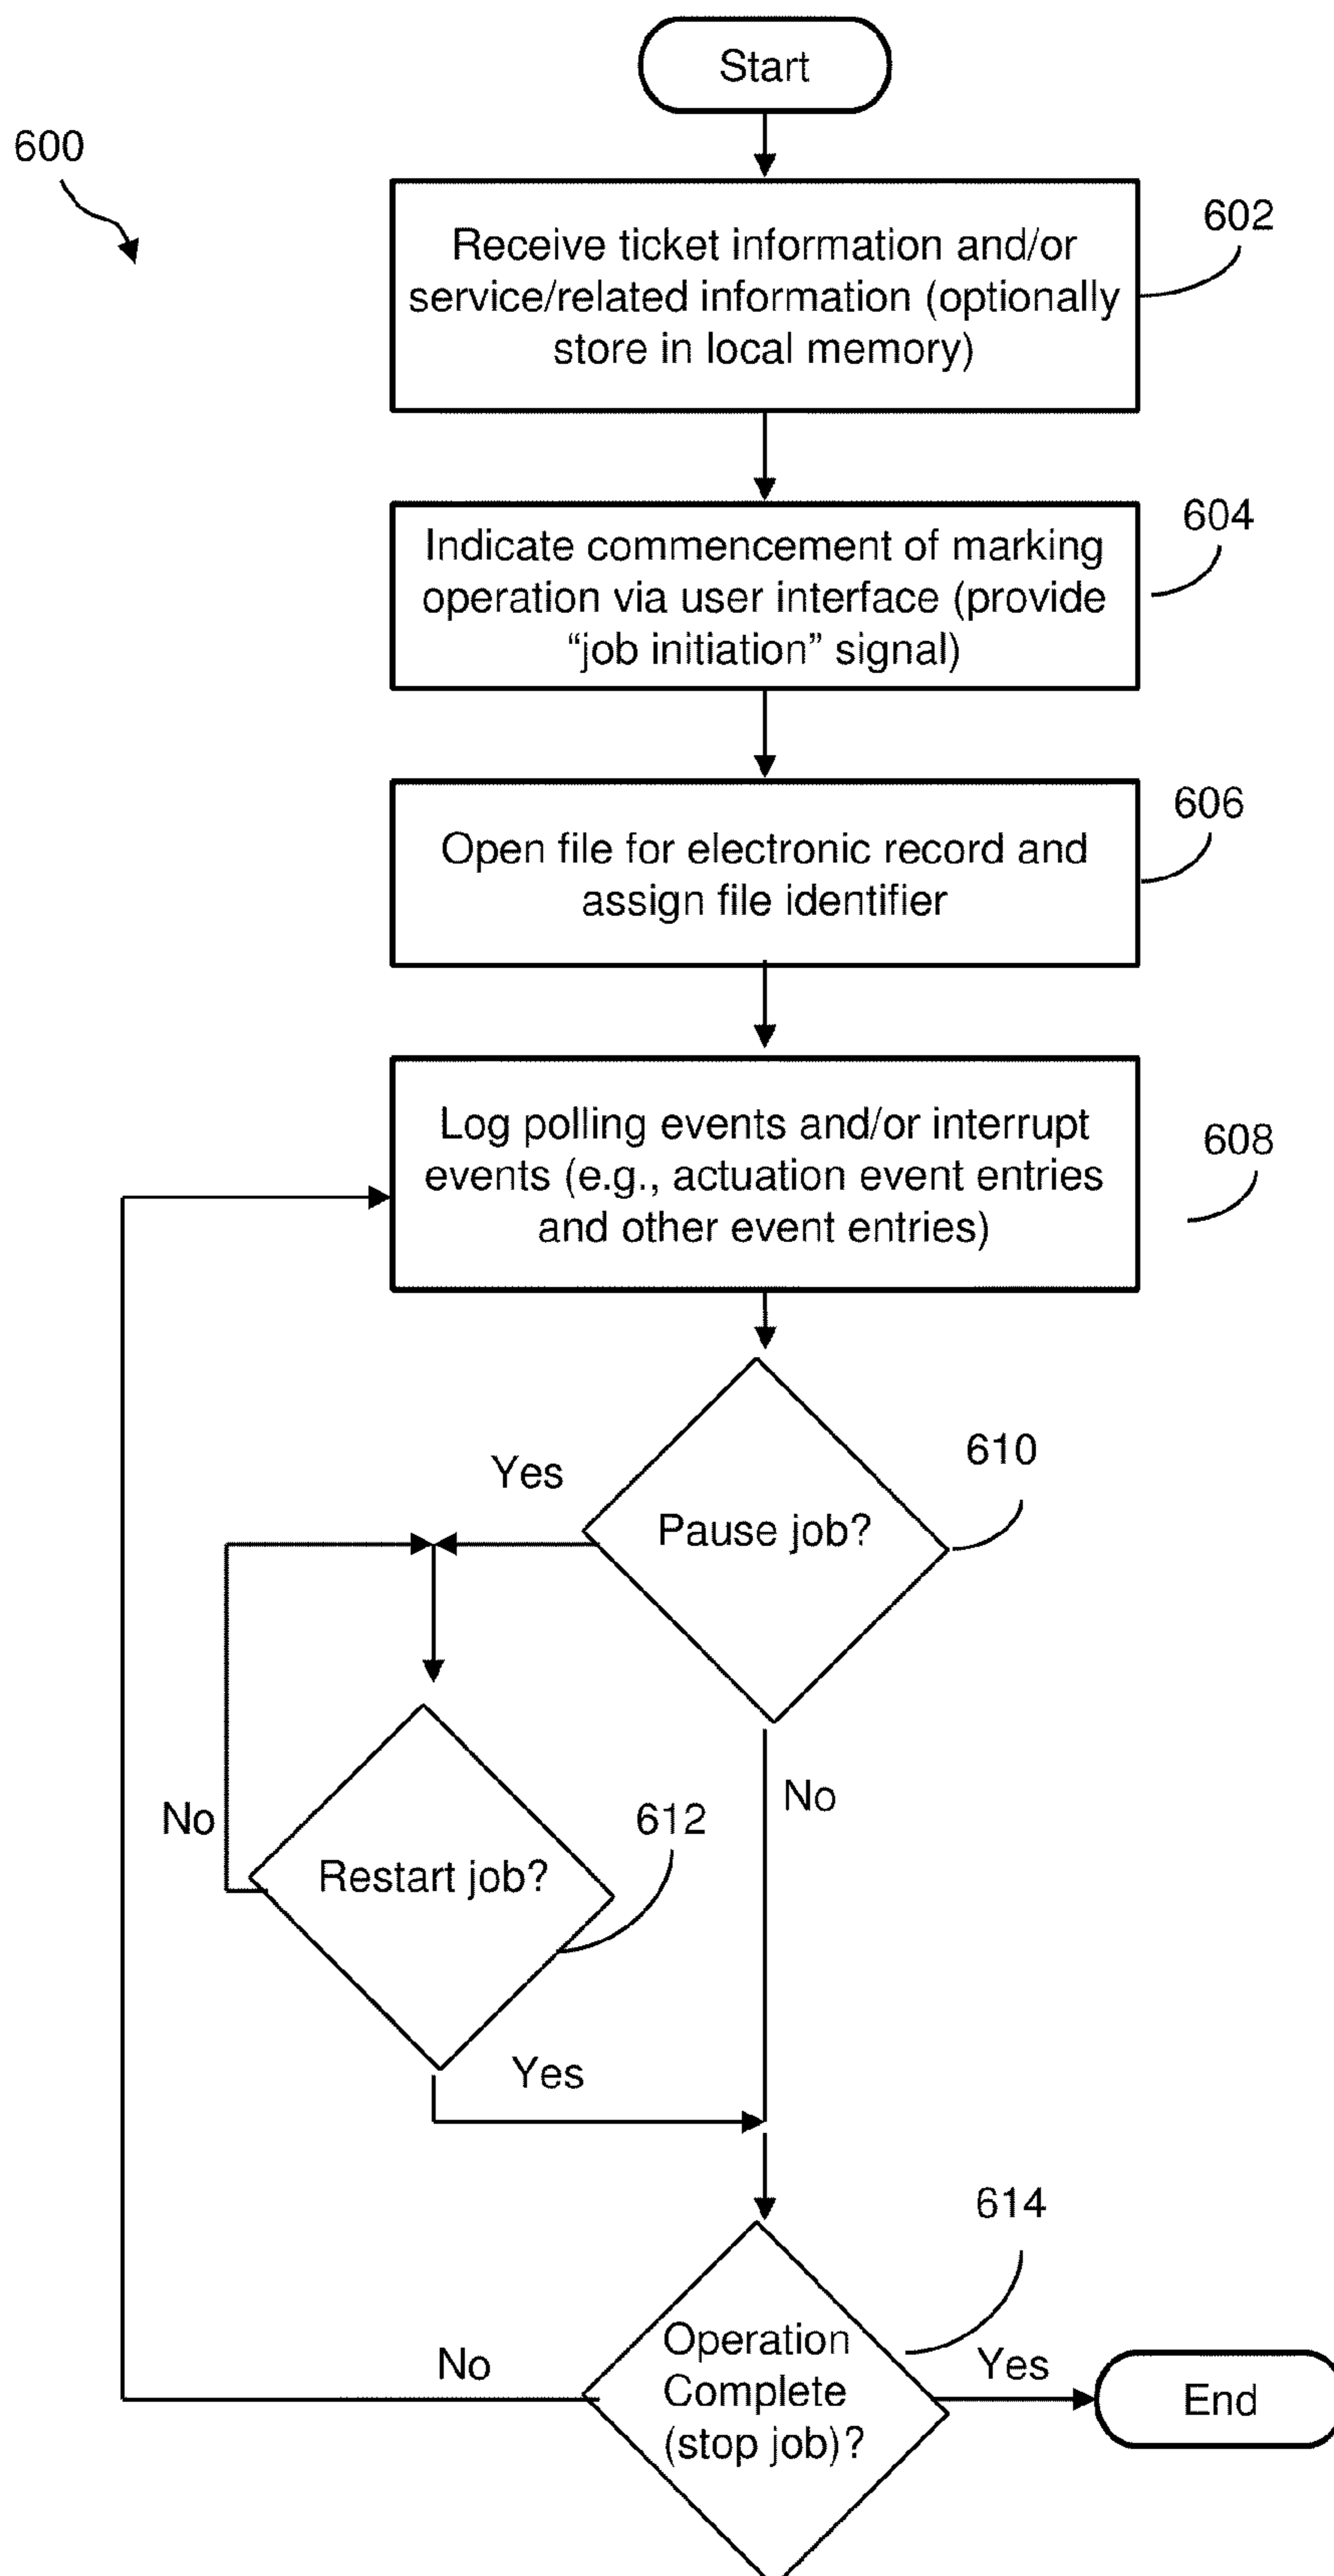 Start
600
602
Receive ticket information and/or
service/related information (optionally
store in local memory)
604
Indicate commencement of marking
operation via user interface (provide
“job initiation” signal)
606
Open file for electronic record and
assign file identifier
608
Log polling events and/or interrupt
events (e.g., actuation event entries
and other event entries)
610
Yes
Pause job?
No
612
No
Restart job?
Yes
614
Operation
Complete
(stop job)?
No
Yes
End